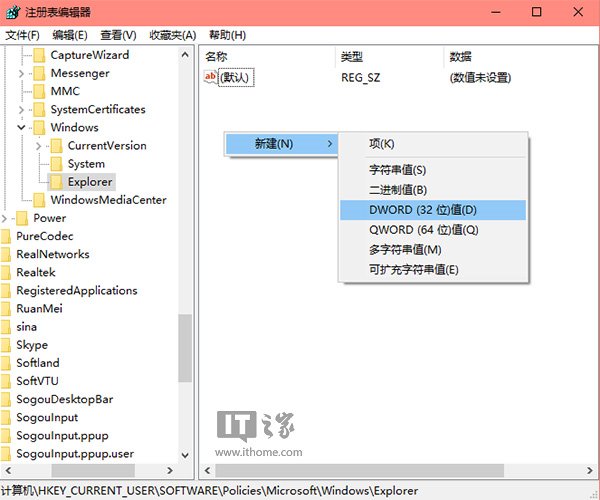 注册表编辑器
文件(F) 编辑(E) 查看(V) 收藏夹(A) 帮助(H)
CaptureWizard
Messenger
MMC
SystemCertificates
Windows
CurrentVersion
System
Explorer
WindowsMediaCenter
Power
PureCodec
RealNetworks
Realtek
RegisteredApplications
RuanMei
sina
Skype
Softland
SoftVTU
SogouDesktopBar
SogouInput
SogouInput.ppup
SogouInput.ppup.user
名称 类型 数据
ab (默认) REG_SZ (数值未设置)
新建(N)
项(K)
字符串值(S)
二进制值(B)
DWORD (32 位)值(D)
QWORD (64 位)值(Q)
多字符串值(M)
可扩充字符串值(E)
IT之家
www.ithome.com
计算机\HKEY_CURRENT_USER\SOFTWARE\Policies\Microsoft\Windows\Explorer